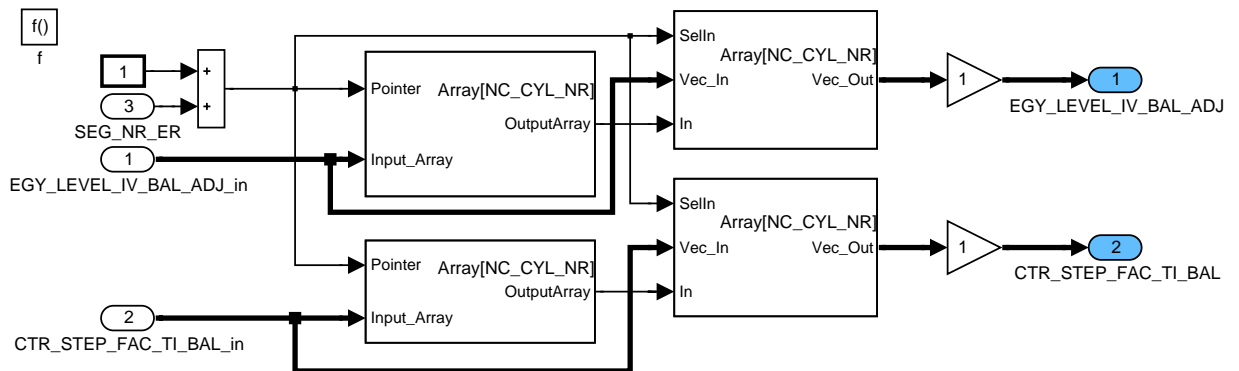 f()
f
1
+
3
+
SEG_NR_ER
1
EGY_LEVEL_IV_BAL_ADJ_in
Pointer
Array[NC_CYL_NR]
OutputArray
Input_Array
SelIn
Array[NC_CYL_NR]
Vec_In
Vec_Out
In
1
1
EGY_LEVEL_IV_BAL_ADJ
Pointer
Array[NC_CYL_NR]
OutputArray
Input_Array
2
CTR_STEP_FAC_TI_BAL_in
SelIn
Array[NC_CYL_NR]
Vec_In
Vec_Out
In
1
2
CTR_STEP_FAC_TI_BAL